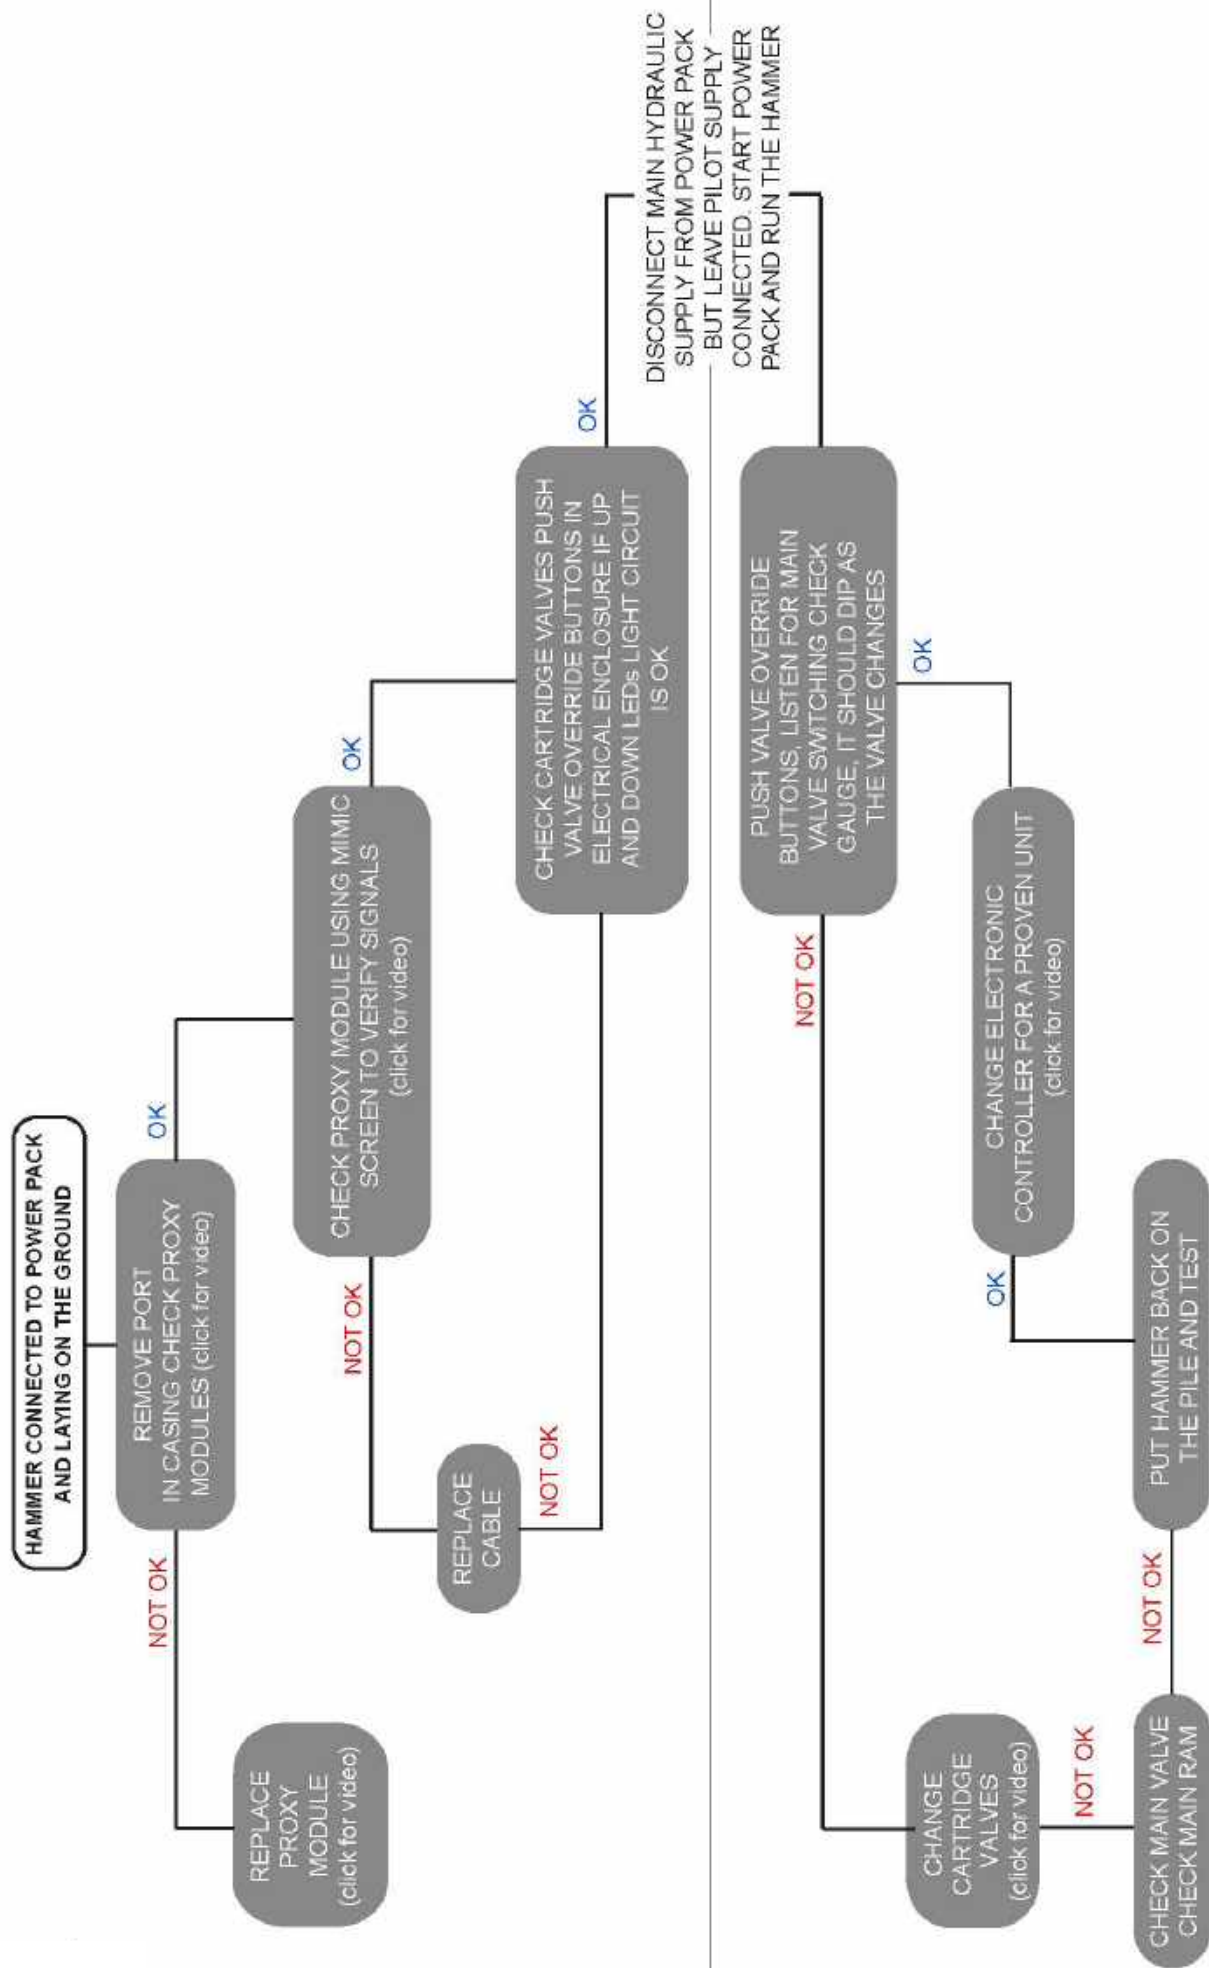 HAMMER CONNECTED TO POWER PACK
AND LAYING ON THE GROUND
REMOVE PORT
IN CASING CHECK PROXY
MODULES (click for video)
NOT OK
OK
REPLACE
PROXY
MODULE
(click for video)
CHECK PROXY MODULE USING MIMIC
SCREEN TO VERIFY SIGNALS
(click for video)
NOT OK
OK
REPLACE
CABLE
NOT OK
CHECK CARTRIDGE VALVES PUSH
VALVE OVERRIDE BUTTONS IN
ELECTRICAL ENCLOSURE IF UP
AND DOWN LEDs LIGHT CIRCUIT
IS OK
OK
DISCONNECT MAIN HYDRAULIC
SUPPLY FROM POWER PACK
BUT LEAVE PILOT SUPPLY
CONNECTED. START POWER
PACK AND RUN THE HAMMER
PUSH VALVE OVERRIDE
BUTTONS, LISTEN FOR MAIN
VALVE SWITCHING CHECK
GAUGE, IT SHOULD DIP AS
THE VALVE CHANGES
NOT OK
OK
CHANGE
CARTRIDGE
VALVES
(click for video)
CHANGE ELECTRONIC
CONTROLLER FOR A PROVEN UNIT
(click for video)
OK
NOT OK
CHECK MAIN VALVE
CHECK MAIN RAM
NOT OK
PUT HAMMER BACK ON
THE PILE AND TEST